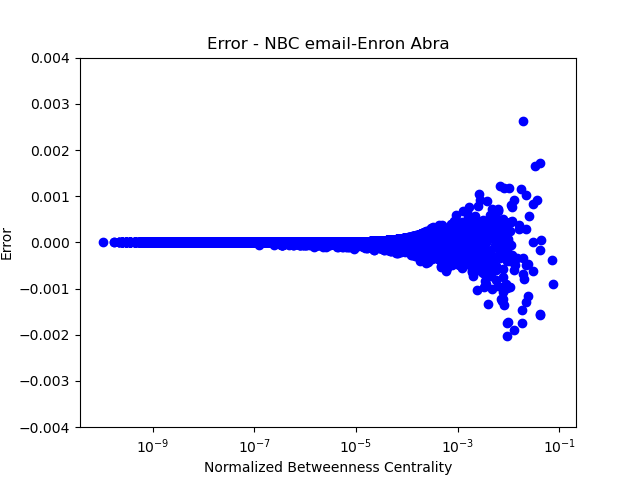 Error - NBC email-Enron Abra
0.004
0.003
0.002
0.001
0.000
−0.001
−0.002
−0.003
−0.004
Error
10⁻⁹ 10⁻⁷ 10⁻⁵ 10⁻³ 10⁻¹
Normalized Betweenness Centrality